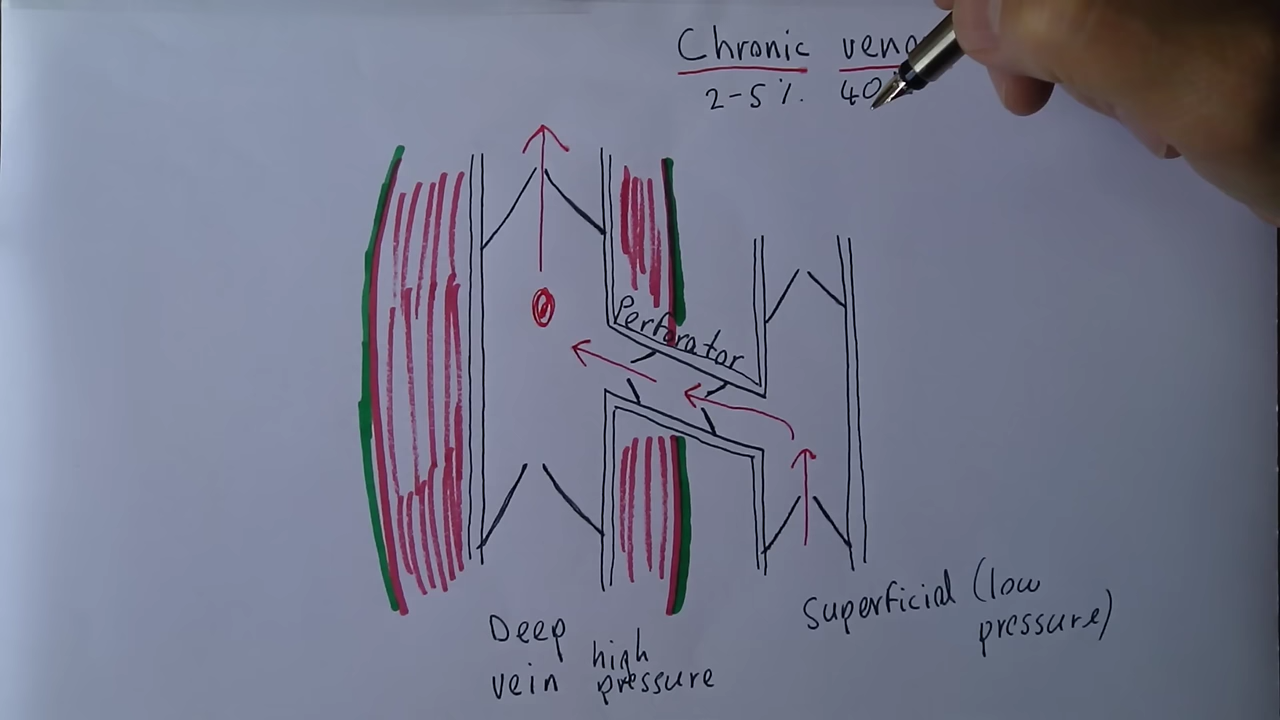 Chronic veno
2-5%. 40
Perforator
Deep
vein high
pressure
Superficial (low
pressure)